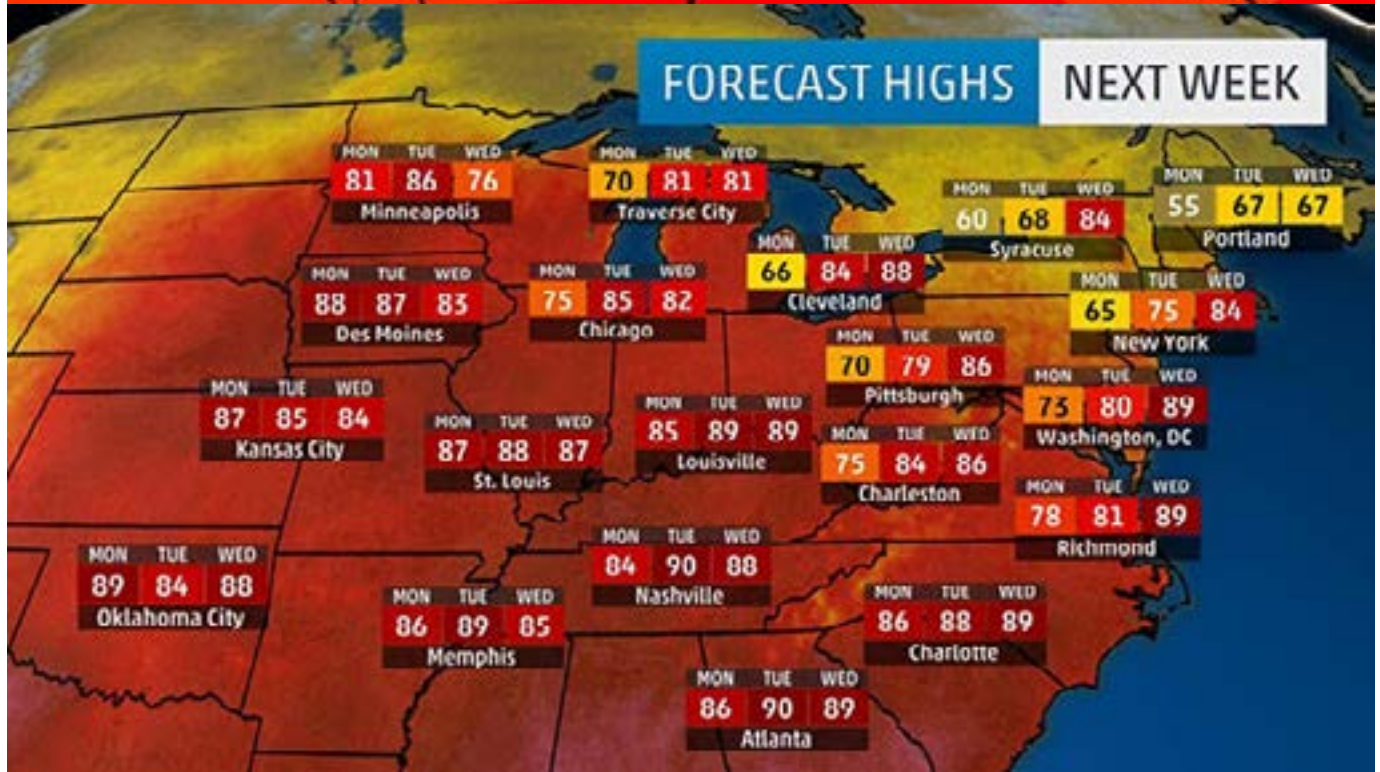 FORECAST HIGHS NEXT WEEK
MON TUE WED
81 86 76
Minneapolis
MON TUE WED
70 81 81
Traverse City
MON TUE WED
60 68 84
Syracuse
MON TUE WED
55 67 67
Portland
MON TUE WED
88 87 83
Des Moines
MON TUE WED
75 85 82
Chicago
MON TUE WED
66 84 88
Cleveland
MON TUE WED
65 75 84
New York
MON TUE WED
70 79 86
Pittsburgh
MON TUE WED
73 80 89
Washington, DC
MON TUE WED
87 85 84
Kansas City
MON TUE WED
87 88 87
St. Louis
MON TUE WED
85 89 89
Louisville
MON TUE WED
75 84 86
Charleston
MON TUE WED
78 81 89
Richmond
MON TUE WED
89 84 88
Oklahoma City
MON TUE WED
86 89 85
Memphis
MON TUE WED
84 90 88
Nashville
MON TUE WED
86 88 89
Charlotte
MON TUE WED
86 90 89
Atlanta